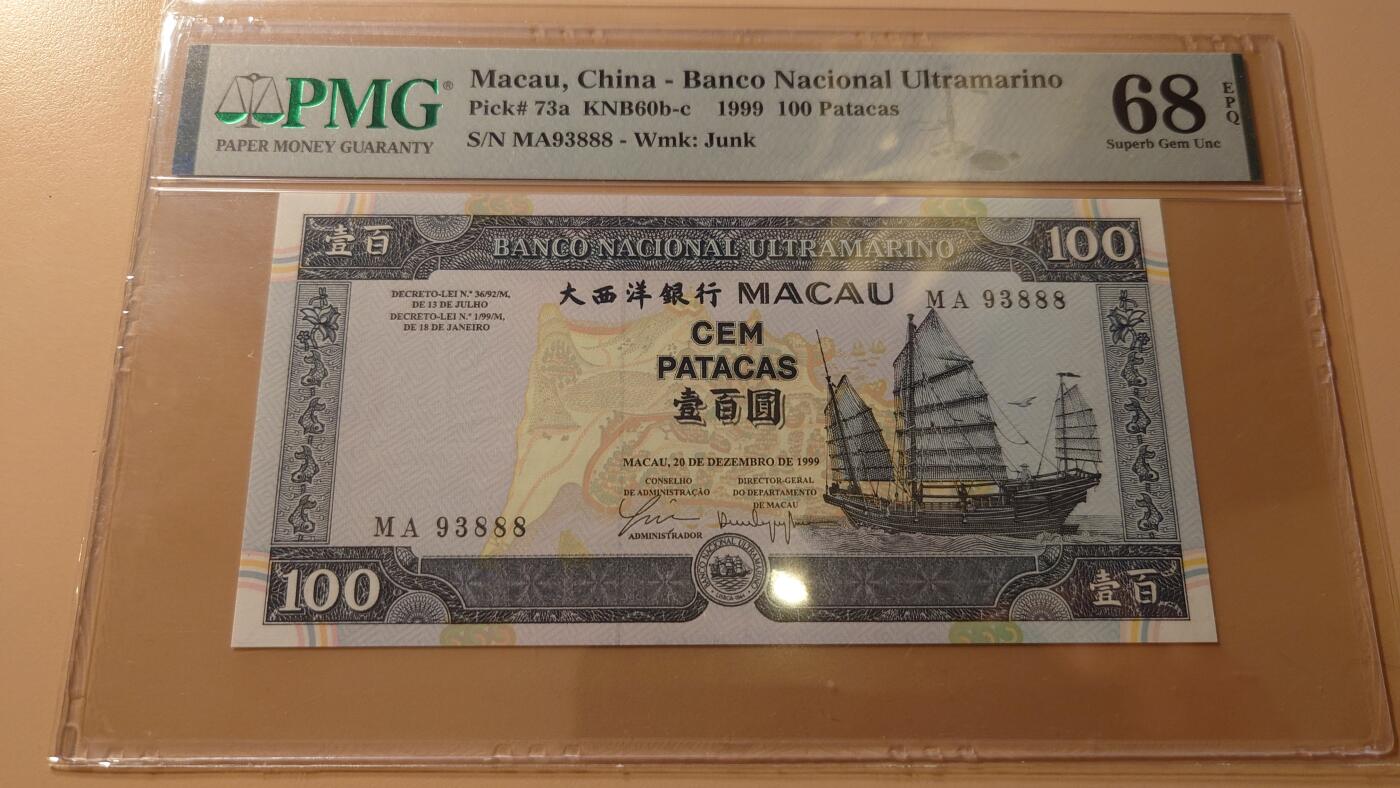 PMG®
PAPER MONEY GUARANTY
Macau, China - Banco Nacional Ultramarino
Pick# 73a KNB60b-c 1999 100 Patacas
S/N MA93888 - Wmk: Junk
68 EPQ
Superb Gem Unc
壹百
BANCO NACIONAL ULTRAMARINO
100
DECRETO-LEI N.º 36/92/M,
DE 13 DE JULHO
DECRETO-LEI N.º 1/99/M,
DE 18 DE JANEIRO
大西洋銀行 MACAU
MA 93888
CEM
PATACAS
壹百圓
MACAU, 20 DE DEZEMBRO DE 1999
CONSELHO
DE ADMINISTRAÇÃO
ADMINISTRADOR
DIRECTOR-GERAL
DO DEPARTAMENTO
DE MACAU
MA 93888
100
BANCO NACIONAL ULTRAMARINO
壹百